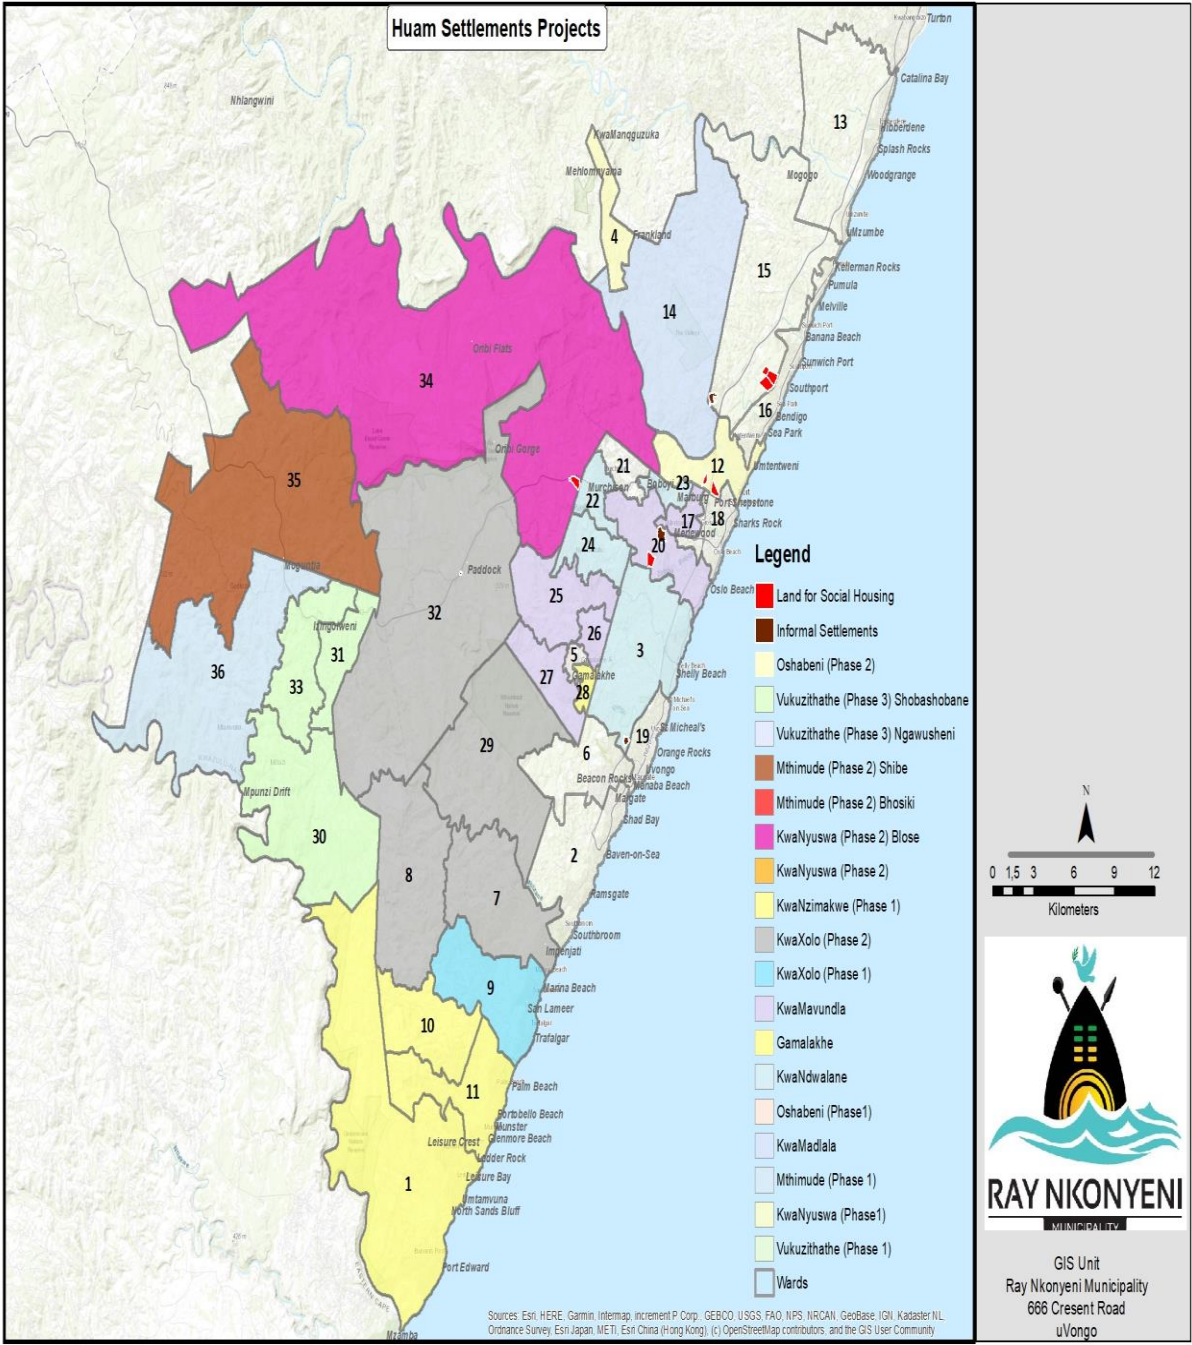 Huam Settlements Projects
Turton
Catalina Bay
Nhlangwini
13
Hibberdene
KwaManqguzuka
Splash Rocks
Mehlomnyama
Mogogo
Woodgrange
4
Frankland
uMzumbe
15
Kellerman Rocks
Pumula
14
Melville
Banana Beach
Oribi Flats
Sunwich Port
34
Southport
16
Bendigo
Sea Park
Oribi Gorge
21
12
Umtentweni
35
Murchison
Boboyi
23
22
Marburg
Port Shepstone
17
18
Sharks Rock
Merlewood
24
20
Paddock
Oslo Beach
25
32
26
Izingolweni
31
5
3
36
33
27
Gamalakhe
Shelly Beach
28
St Micheal's
19
29
6
Orange Rocks
Uvongo
Beacon Rocks
Manaba Beach
Mpunzi Drift
Margate
Shad Bay
30
2
Baven-on-Sea
8
7
Ramsgate
Southbroom
Impenjati
9
Marina Beach
San Lameer
10
Trafalgar
11
Palm Beach
Portobello Beach
Munster
Leisure Crest
Glenmore Beach
Ladder Rock
1
Leisure Bay
Umtamvuna
North Sands Bluff
Port Edward
EASTERN CAPE
Mzamba
Legend
Land for Social Housing
Informal Settlements
Oshabeni (Phase 2)
Vukuzithathe (Phase 3) Shobashobane
Vukuzithathe (Phase 3) Ngawusheni
Mthimude (Phase 2) Shibe
Mthimude (Phase 2) Bhosiki
KwaNyuswa (Phase 2) Blose
KwaNyuswa (Phase 2)
KwaNzimakwe (Phase 1)
KwaXolo (Phase 2)
KwaXolo (Phase 1)
KwaMavundla
Gamalakhe
KwaNdwalane
Oshabeni (Phase1)
KwaMadlala
Mthimude (Phase 1)
KwaNyuswa (Phase1)
Vukuzithathe (Phase 1)
Wards
Sources: Esri, HERE, Garmin, Intermap, increment P Corp., GEBCO, USGS, FAO, NPS, NRCAN, GeoBase, IGN, Kadaster NL,
Ordnance Survey, Esri Japan, METI, Esri China (Hong Kong), (c) OpenStreetMap contributors, and the GIS User Community
N
0 1,5 3 6 9 12
Kilometers
RAY NKONYENI
MUNICIPALITY
GIS Unit
Ray Nkonyeni Municipality
666 Cresent Road
uVongo